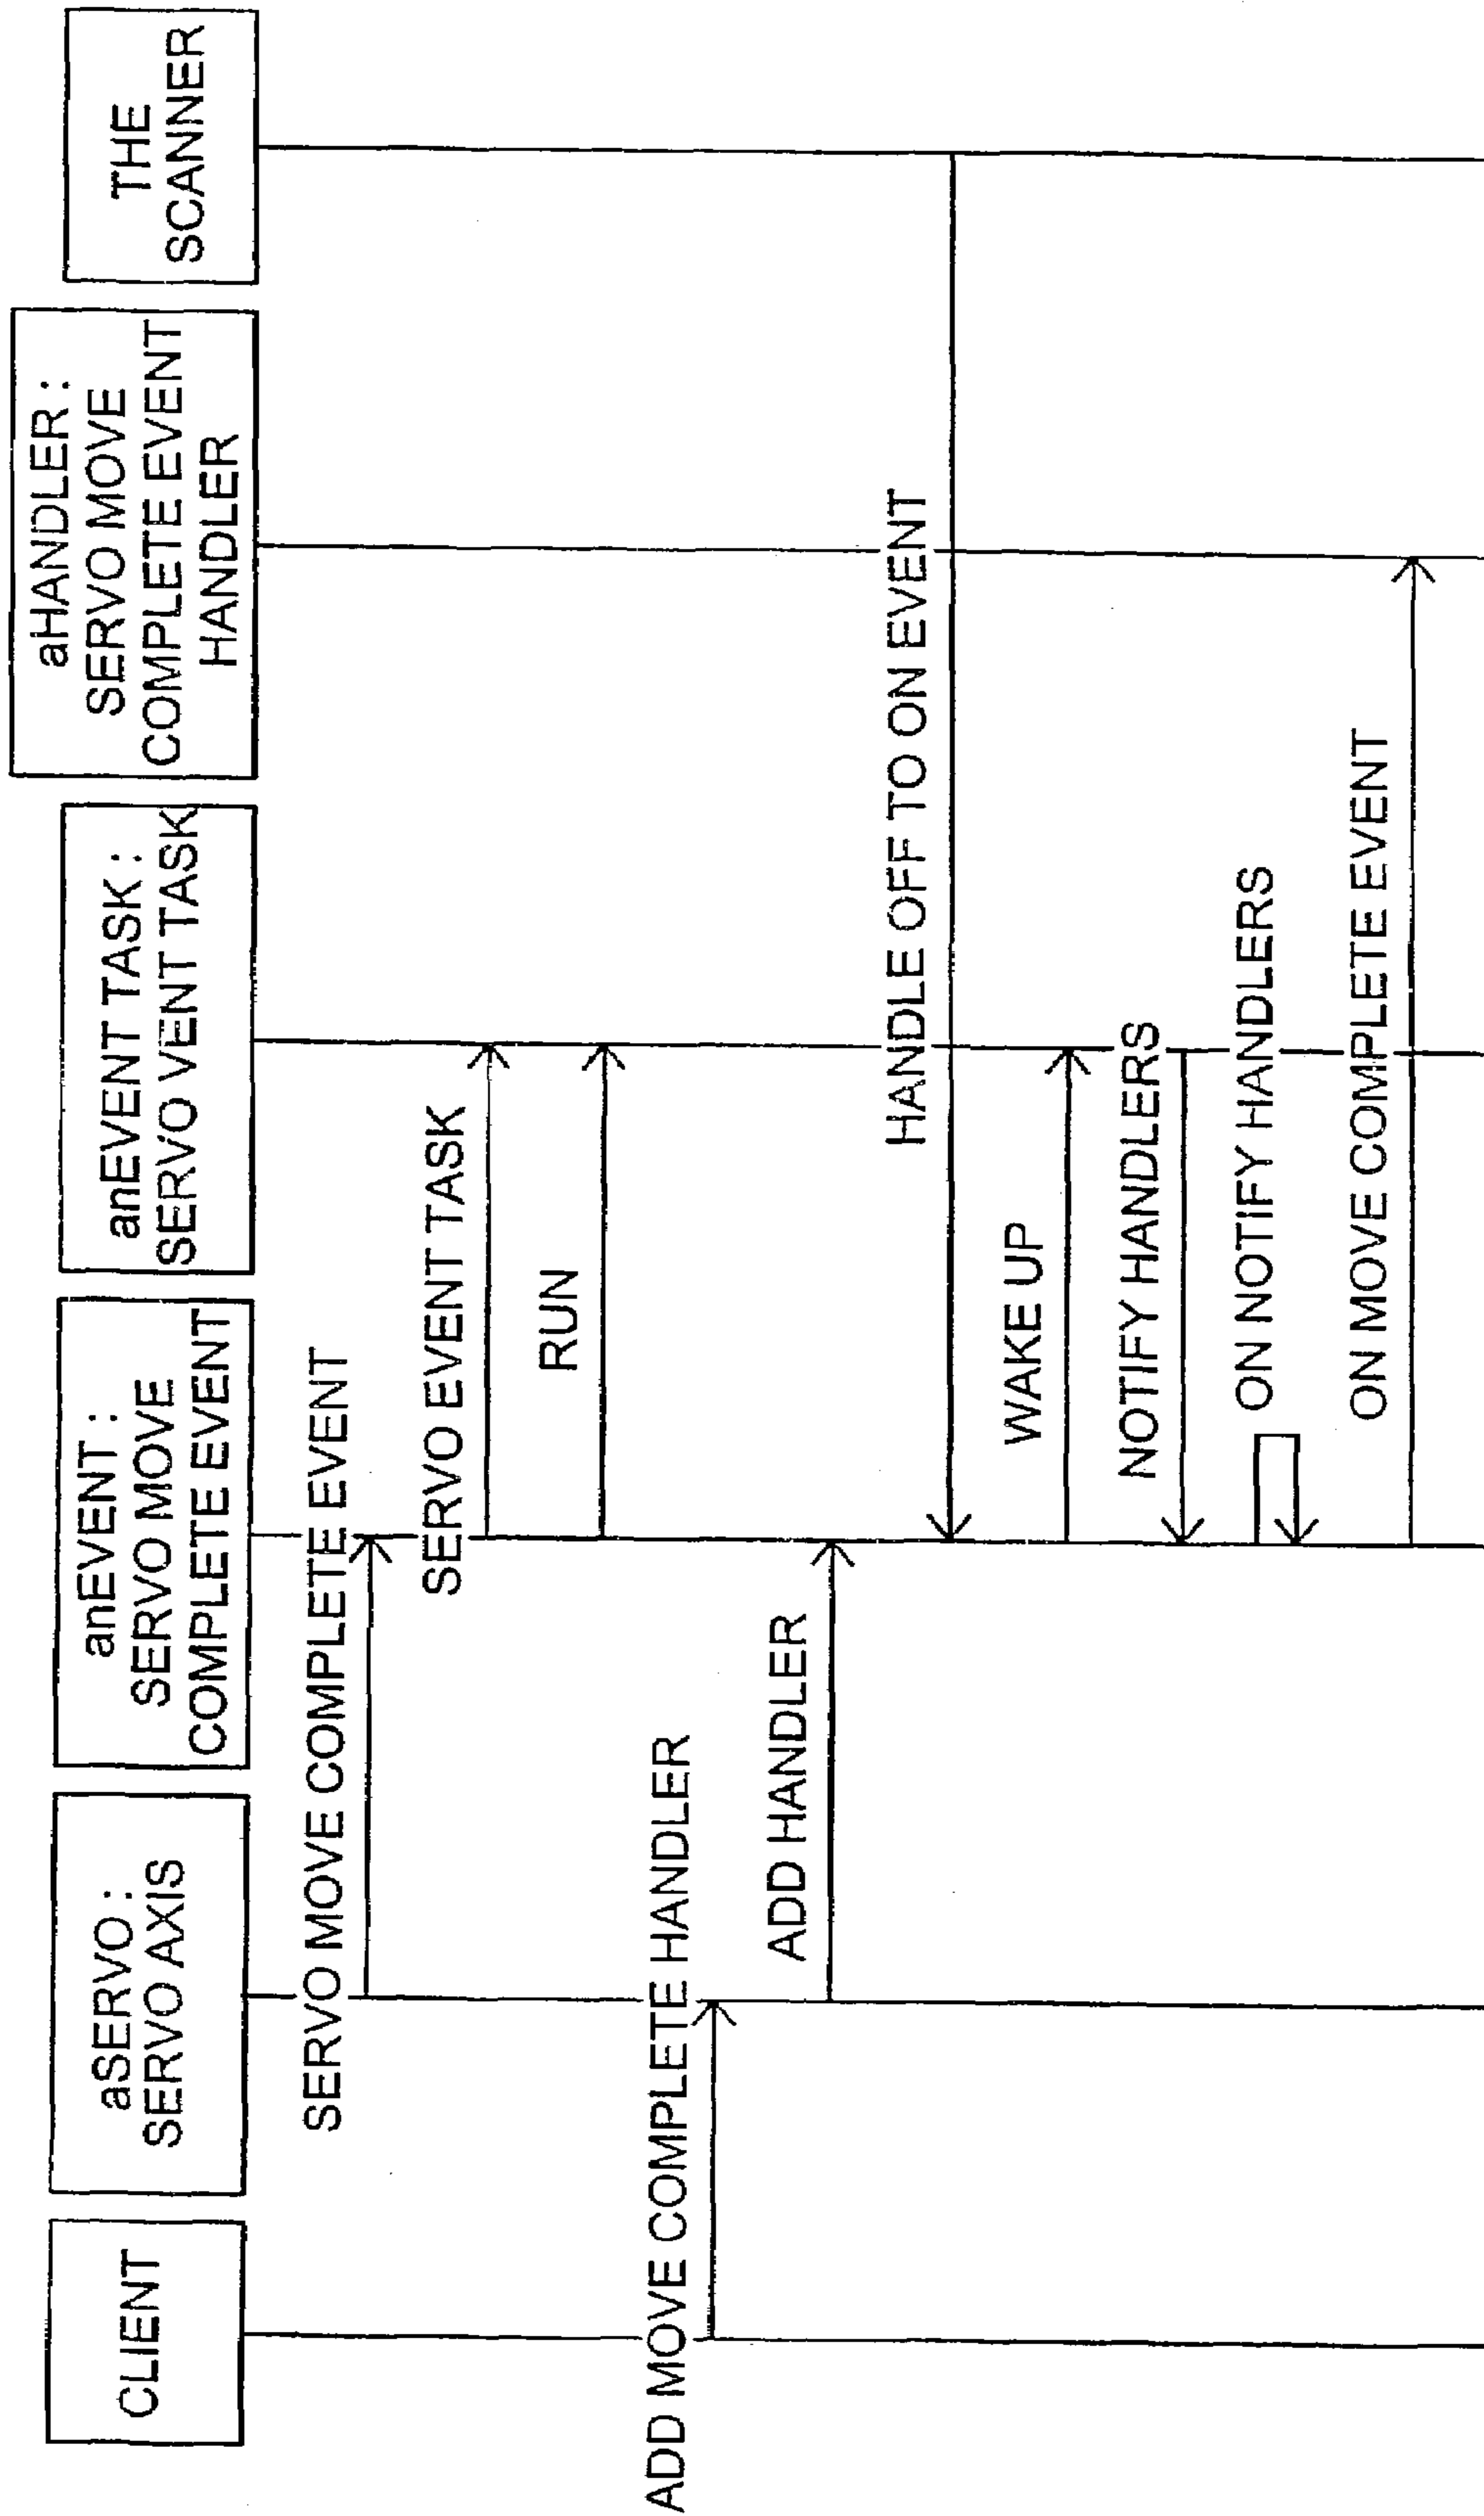 CLIENT
aSERVO :
SERVO AXIS
anEVENT :
SERVO MOVE
COMPLETE EVENT
anEVENT TASK :
SERVO VENT TASK
aHANDLER :
SERVO MOVE
COMPLETE EVENT
HANDLER
THE
SCANNER
SERVO MOVE COMPLETE EVENT
SERVO EVENT TASK
RUN
ADD MOVE COMPLETE HANDLER
ADD HANDLER
HANDLE OFF TO ON EVENT
WAKE UP
NOTIFY HANDLERS
ON NOTIFY HANDLERS
ON MOVE COMPLETE EVENT